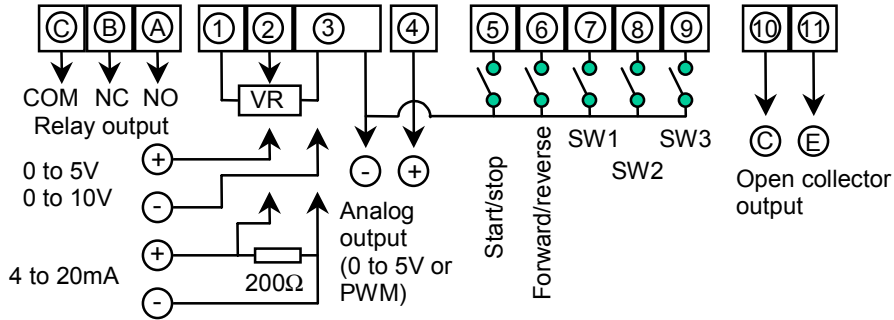 C B A 1 2 3 4 5 6 7 8 9 10 11
COM NC NO
Relay output
VR
0 to 5V
0 to 10V
+
-
4 to 20mA
+
-
200Ω
- +
Analog
output
(0 to 5V or
PWM)
Start/stop
Forward/reverse
SW1
SW2
SW3
C E
Open collector
output